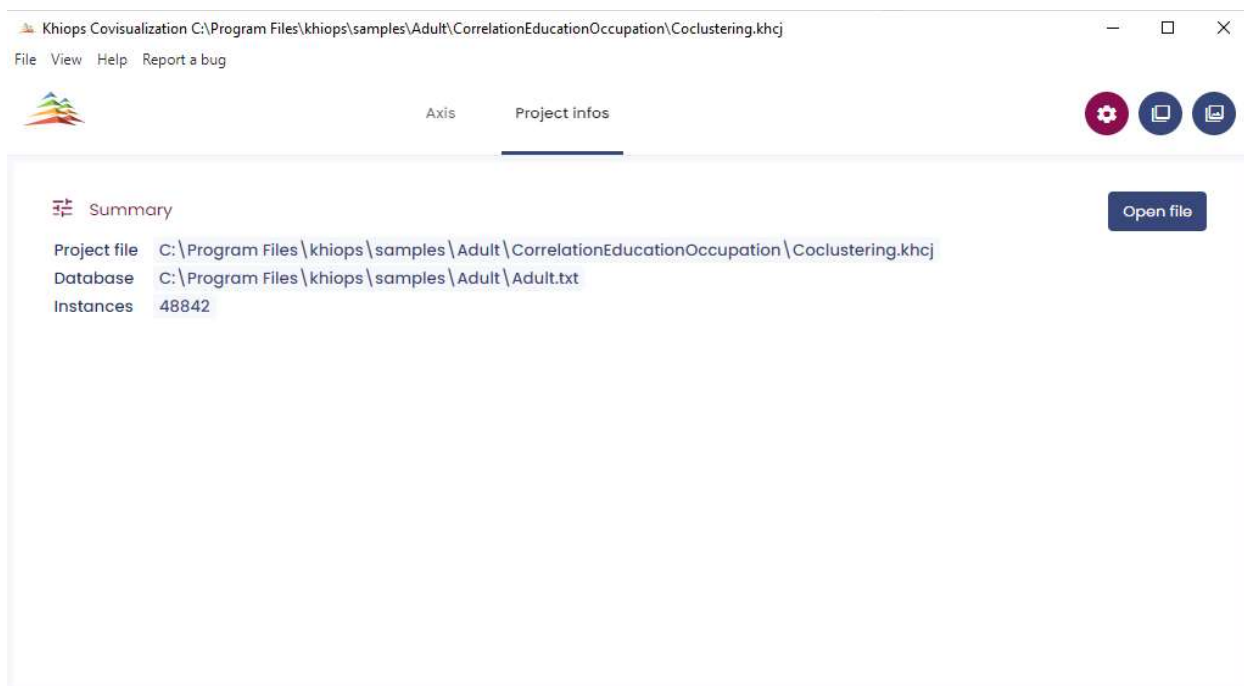 Khiops Covisualization C:\Program Files\khiops\samples\Adult\CorrelationEducationOccupation\Coclustering.khcj
File View Help Report a bug
Axis Project infos
Summary
Open file
Project file C:\Program Files\khiops\samples\Adult\CorrelationEducationOccupation\Coclustering.khcj
Database C:\Program Files\khiops\samples\Adult\Adult.txt
Instances 48842